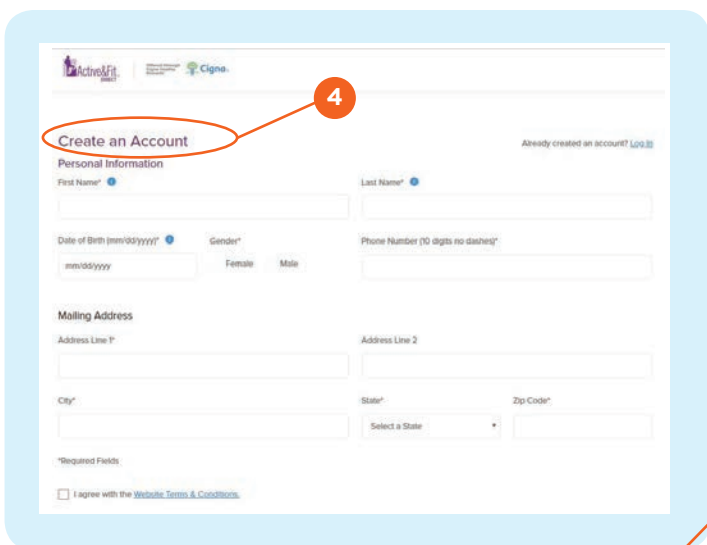 Active&Fit.
DIRECT
Cigna.
4
Create an Account
Already created an account? Log In
Personal Information
First Name*
Last Name*
Date of Birth (mm/dd/yyyy)*
Gender*
Phone Number (10 digits no dashes)*
mm/dd/yyyy
Female
Male
Mailing Address
Address Line 1*
Address Line 2
City*
State*
Zip Code*
Select a State
*Required Fields
I agree with the Website Terms & Conditions.